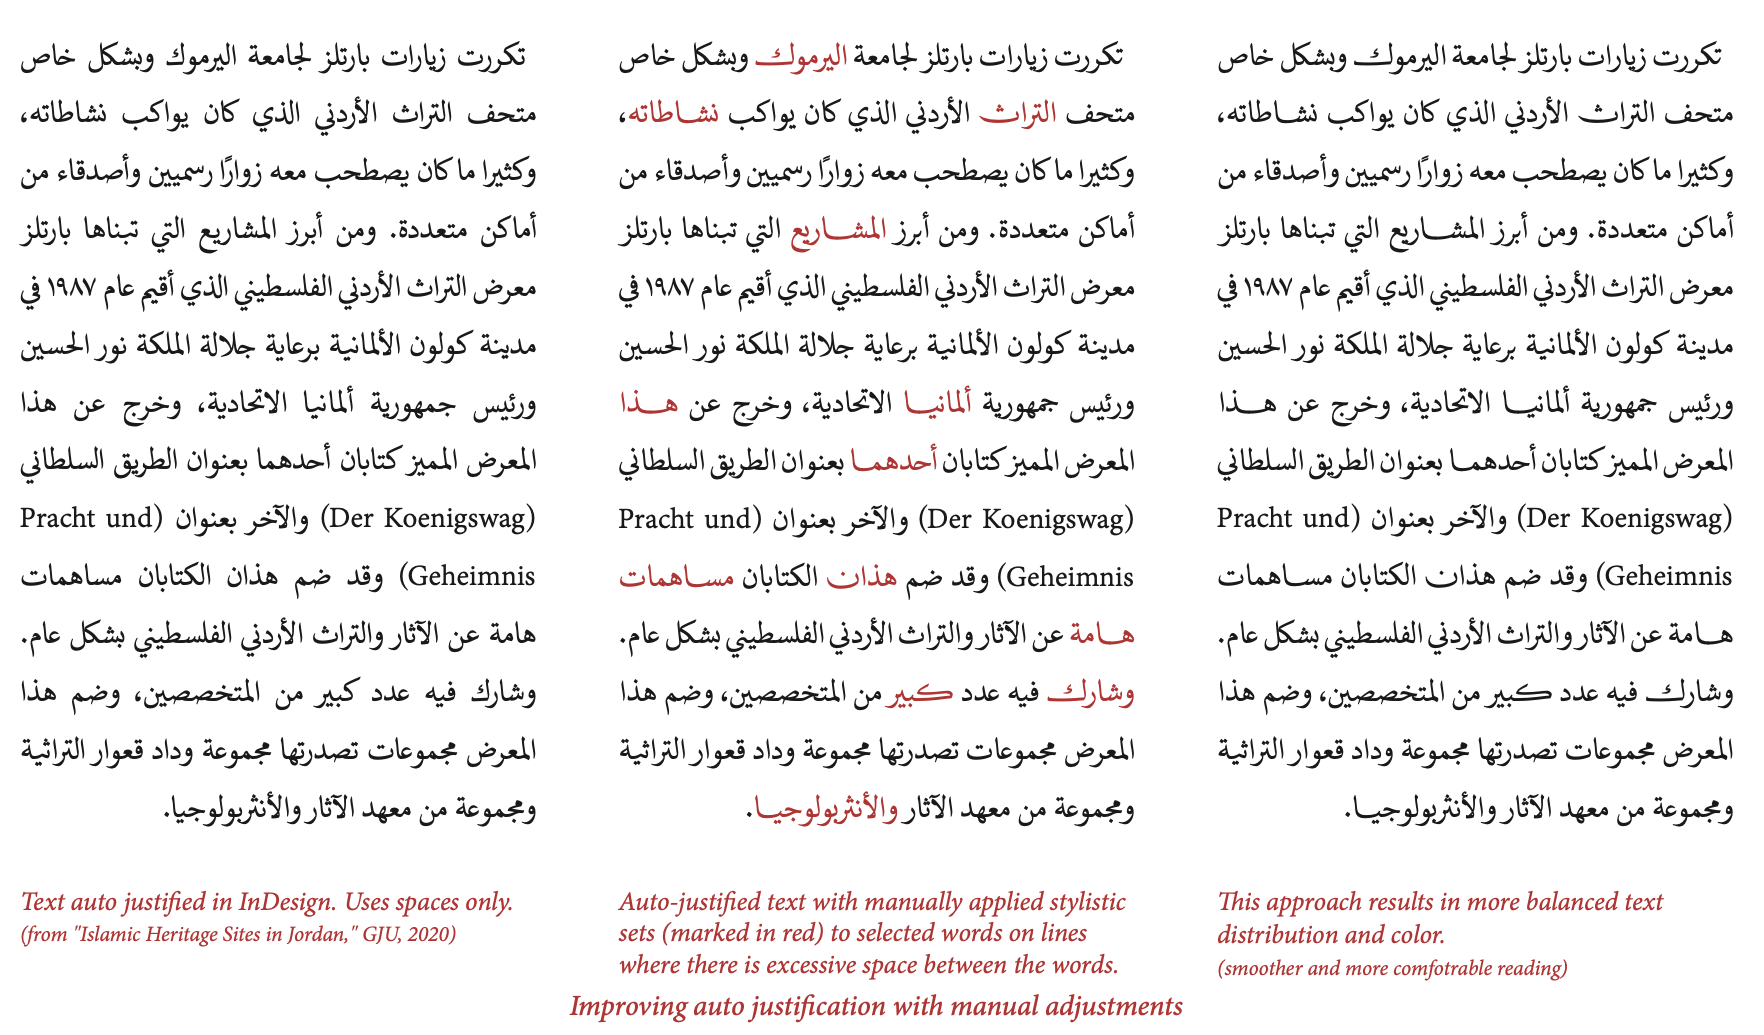 تكررت زيارات بارتلز لجامعة اليرموك وبشكل خاص
متحف التراث الأردني الذي كان يواكب نشاطاته،
وكثيرا ما كان يصطحب معه زوارًا رسميين وأصدقاء من
أماكن متعددة. ومن أبرز المشاريع التي تبناها بارتلز
معرض التراث الأردني الفلسطيني الذي أقيم عام ١٩٨٧ في
مدينة كولون الألمانية برعاية جلالة الملكة نور الحسين
ورئيس جمهورية ألمانيا الاتحادية، وخرج عن هذا
المعرض المميز كتابان أحدهما بعنوان الطريق السلطاني
(Der Koenigswag) والآخر بعنوان (Pracht und
Geheimnis) وقد ضم هذان الكتابان مساهمات
هامة عن الآثار والتراث الأردني الفلسطيني بشكل عام.
وشارك فيه عدد كبير من المتخصصين، وضم هذا
المعرض مجموعات تصدرتها مجموعة وداد قعوار التراثية
ومجموعة من معهد الآثار والأنثربولوجيا.
Text auto justified in InDesign. Uses spaces only.
(from "Islamic Heritage Sites in Jordan," GJU, 2020)
تكررت زيارات بارتلز لجامعة اليرموك وبشكل خاص
متحف التراث الأردني الذي كان يواكب نشاطاته،
وكثيرا ما كان يصطحب معه زوارًا رسميين وأصدقاء من
أماكن متعددة. ومن أبرز المشاريع التي تبناها بارتلز
معرض التراث الأردني الفلسطيني الذي أقيم عام ١٩٨٧ في
مدينة كولون الألمانية برعاية جلالة الملكة نور الحسين
ورئيس جمهورية ألمانيا الاتحادية، وخرج عن هذا
المعرض المميز كتابان أحدهما بعنوان الطريق السلطاني
(Der Koenigswag) والآخر بعنوان (Pracht und
Geheimnis) وقد ضم هذان الكتابان مساهمات
هامة عن الآثار والتراث الأردني الفلسطيني بشكل عام.
وشارك فيه عدد كبير من المتخصصين، وضم هذا
المعرض مجموعات تصدرتها مجموعة وداد قعوار التراثية
ومجموعة من معهد الآثار والأنثربولوجيا.
Auto-justified text with manually applied stylistic
sets (marked in red) to selected words on lines
where there is excessive space between the words.
تكررت زيارات بارتلز لجامعة اليرموك وبشكل خاص
متحف التراث الأردني الذي كان يواكب نشاطاته،
وكثيرا ما كان يصطحب معه زوارًا رسميين وأصدقاء من
أماكن متعددة. ومن أبرز المشاريع التي تبناها بارتلز
معرض التراث الأردني الفلسطيني الذي أقيم عام ١٩٨٧ في
مدينة كولون الألمانية برعاية جلالة الملكة نور الحسين
ورئيس جمهورية ألمانيا الاتحادية، وخرج عن هذا
المعرض المميز كتابان أحدهما بعنوان الطريق السلطاني
(Der Koenigswag) والآخر بعنوان (Pracht und
Geheimnis) وقد ضم هذان الكتابان مساهمات
هامة عن الآثار والتراث الأردني الفلسطيني بشكل عام.
وشارك فيه عدد كبير من المتخصصين، وضم هذا
المعرض مجموعات تصدرتها مجموعة وداد قعوار التراثية
ومجموعة من معهد الآثار والأنثربولوجيا.
This approach results in more balanced text
distribution and color.
(smoother and more comfotrable reading)
Improving auto justification with manual adjustments